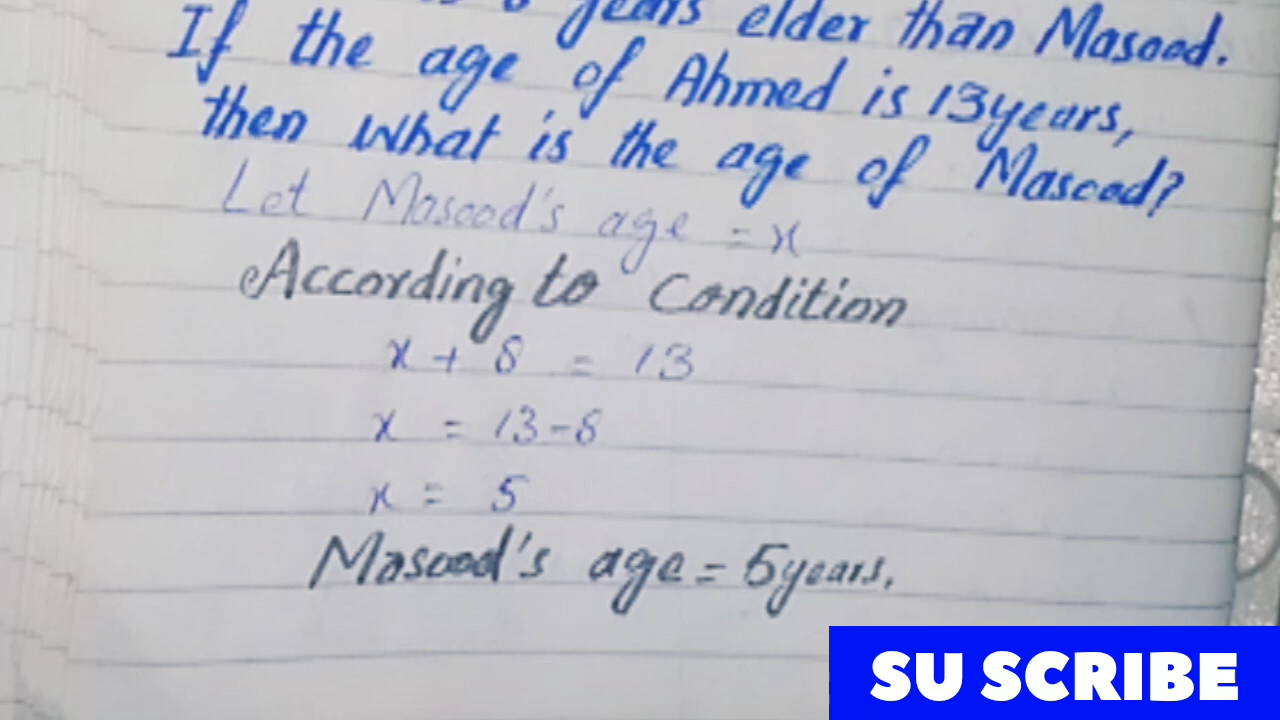 years elder than Masood.
If the age of Ahmed is 13years,
then what is the age of Masood?
Let Masood's age = x
According to Condition
x + 8 = 13
x = 13-8
x = 5
Masood's age = 5years.
SU SCRIBE